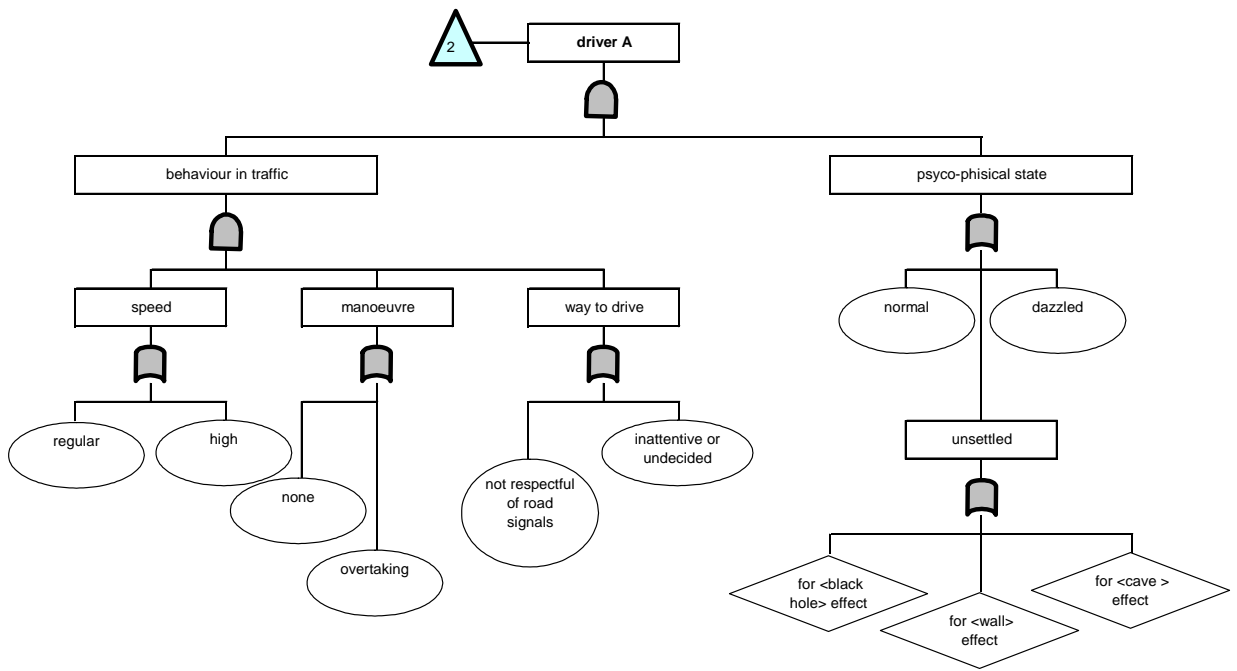 2
driver A
behaviour in traffic
psyco-phisical state
speed
manoeuvre
way to drive
normal
dazzled
regular
high
none
overtaking
not respectful
of road
signals
inattentive or
undecided
unsettled
for <black
hole> effect
for <wall>
effect
for <cave >
effect